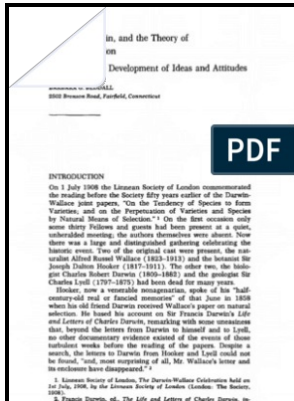 in, and the Theory of
on
Development of Ideas and Attitudes
2502 Bronson Road, Fairfield, Connecticut
PDF
INTRODUCTION
On 1 July 1908 the Linnean Society of London commemorated
the reading before the Society fifty years earlier of the Darwin-
Wallace joint papers, "On the Tendency of Species to form
Varieties; and on the Perpetuation of Varieties and Species
by Natural Means of Selection." 1 On the first occasion only
some thirty Fellows and guests had been present at a quiet,
unheralded meeting; the authors themselves were absent. Now
there was a large and distinguished gathering celebrating the
historic event. Two of the original cast were present, the nat-
uralist Alfred Russel Wallace (1823–1913) and the botanist Sir
Joseph Dalton Hooker (1817–1911). The other two, the biolo-
gist Charles Robert Darwin (1809–1882) and the geologist Sir
Charles Lyell (1797–1875) had been dead for many years.
Hooker, now a venerable nonagenarian, spoke of his "half-
century-old real or fancied memories" of that June in 1858
when his old friend Darwin received Wallace's paper on natural
selection. He based his account on Sir Francis Darwin's Life
and Letters of Charles Darwin, remarking with some uneasiness
that, beyond the letters from Darwin to himself and to Lyell,
no other documentary evidence existed of the events of those
turbulent weeks before the reading of the papers. Despite a
search, the letters to Darwin from Hooker and Lyell could not
be found, "and, most surprising of all, Mr. Wallace's letter and
its enclosure have disappeared." 2
1. Linnean Society of London, The Darwin-Wallace Celebration held on
1st July, 1908, by the Linnean Society of London (London: The Society,
1908).
2. Francis Darwin, ed., The Life and Letters of Charles Darwin, in-